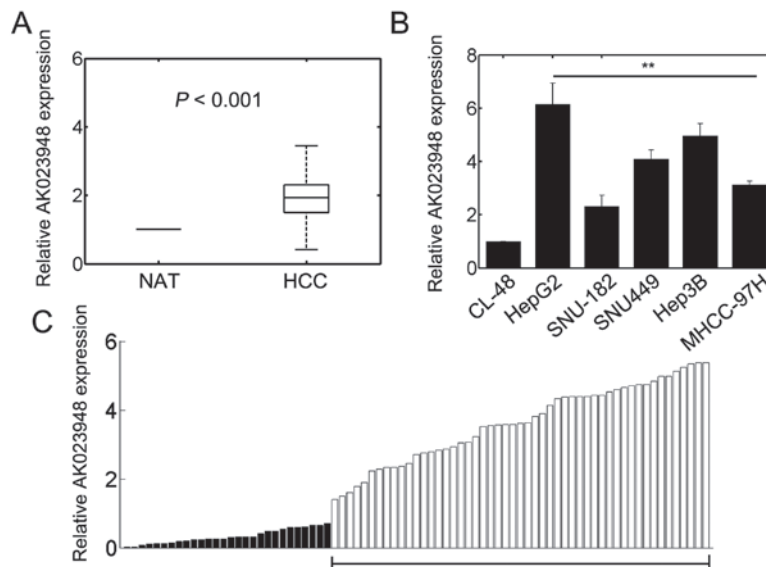 A
Relative AK023948 expression
6
4
2
0
P < 0.001
NAT
HCC
B
Relative AK023948 expression
8
6
4
2
0
**
CL-48
HepG2
SNU-182
SNU449
Hep3B
MHCC-97H
C
Relative AK023948 expression
6
4
2
0